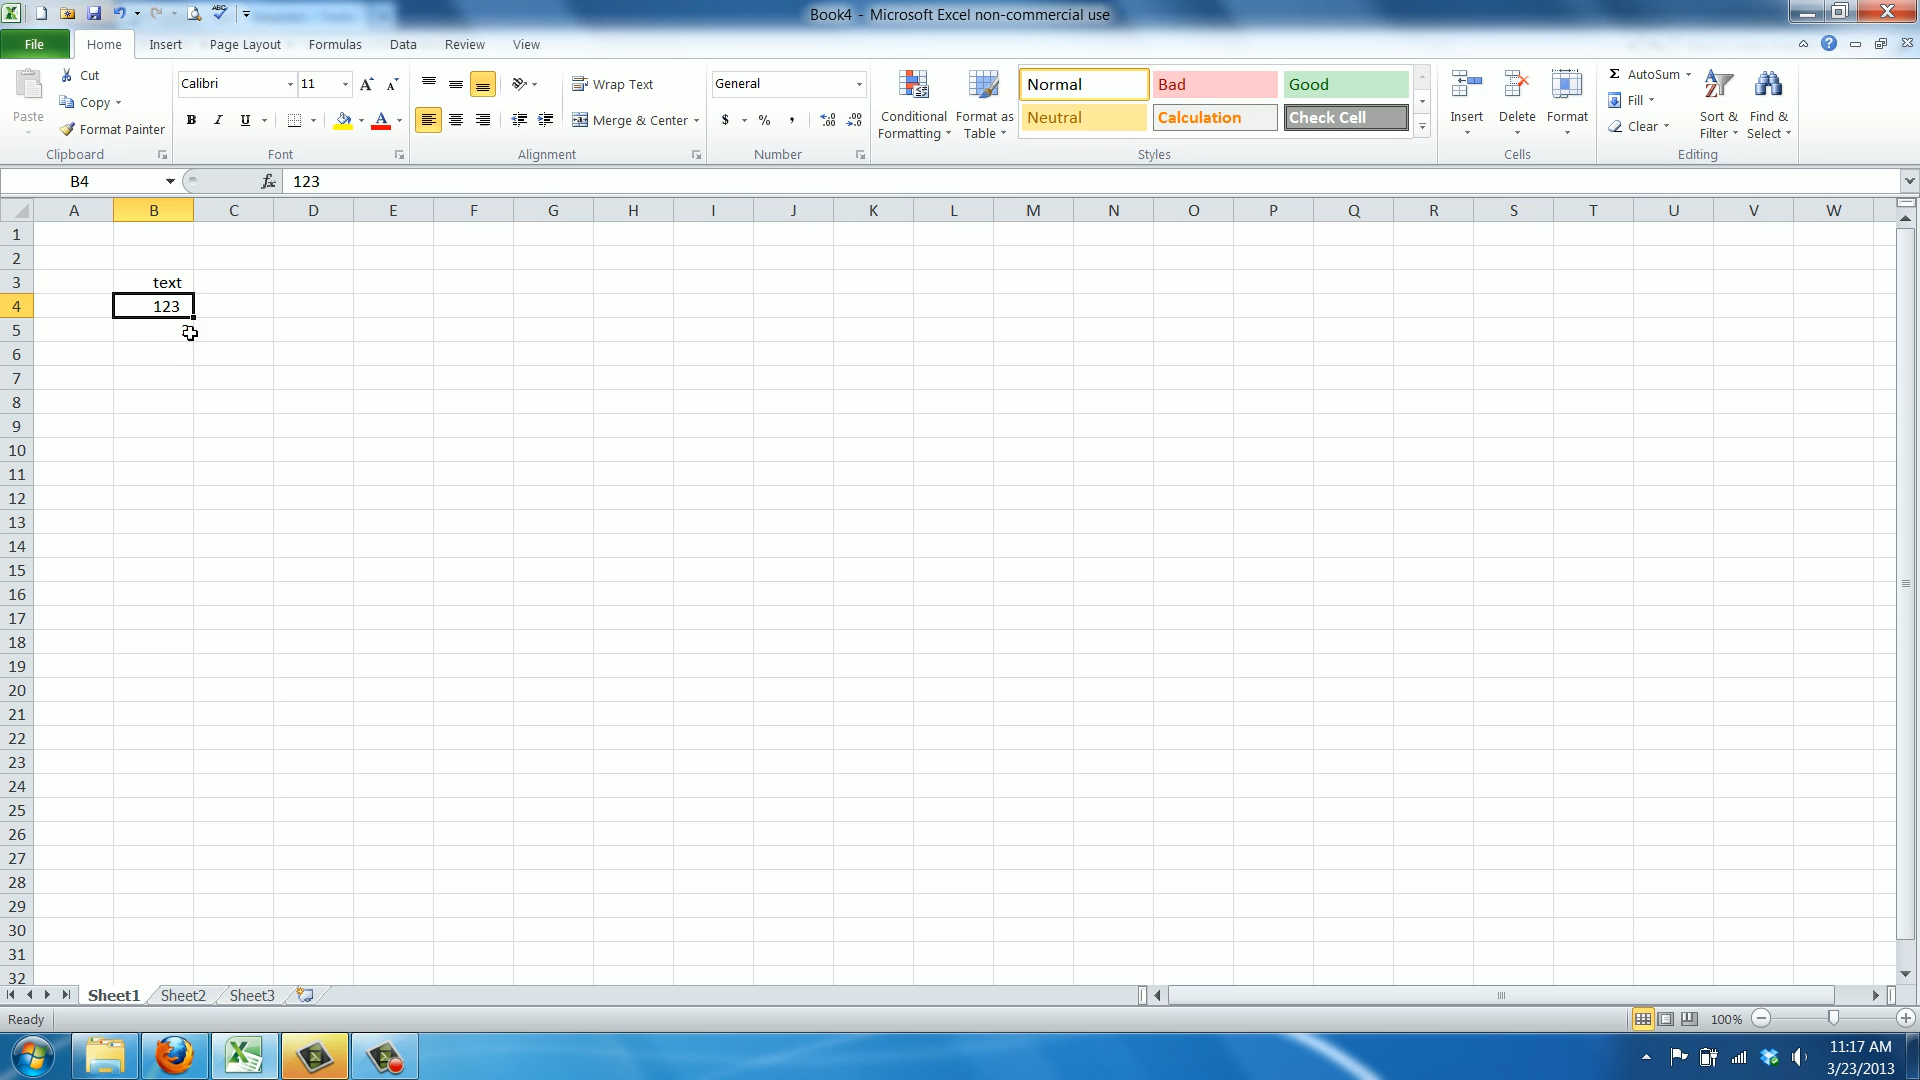 Book4 - Microsoft Excel non-commercial use
File Home Insert Page Layout Formulas Data Review View
Paste
Cut
Copy
Format Painter
Clipboard
Calibri 11
B I U
Font
Wrap Text
Merge & Center
Alignment
General
$ % ,
Number
Conditional Formatting
Format as Table
Normal Bad Good
Neutral Calculation Check Cell
Styles
Insert Delete Format
Cells
AutoSum
Fill
Clear
Sort & Filter
Find & Select
Editing
B4 fx 123
A B C D E F G H I J K L M N O P Q R S T U V W
1
2
3 text
4 123
5
6
7
8
9
10
11
12
13
14
15
16
17
18
19
20
21
22
23
24
25
26
27
28
29
30
31
32
Sheet1 Sheet2 Sheet3
Ready 100%
11:17 AM
3/23/2013